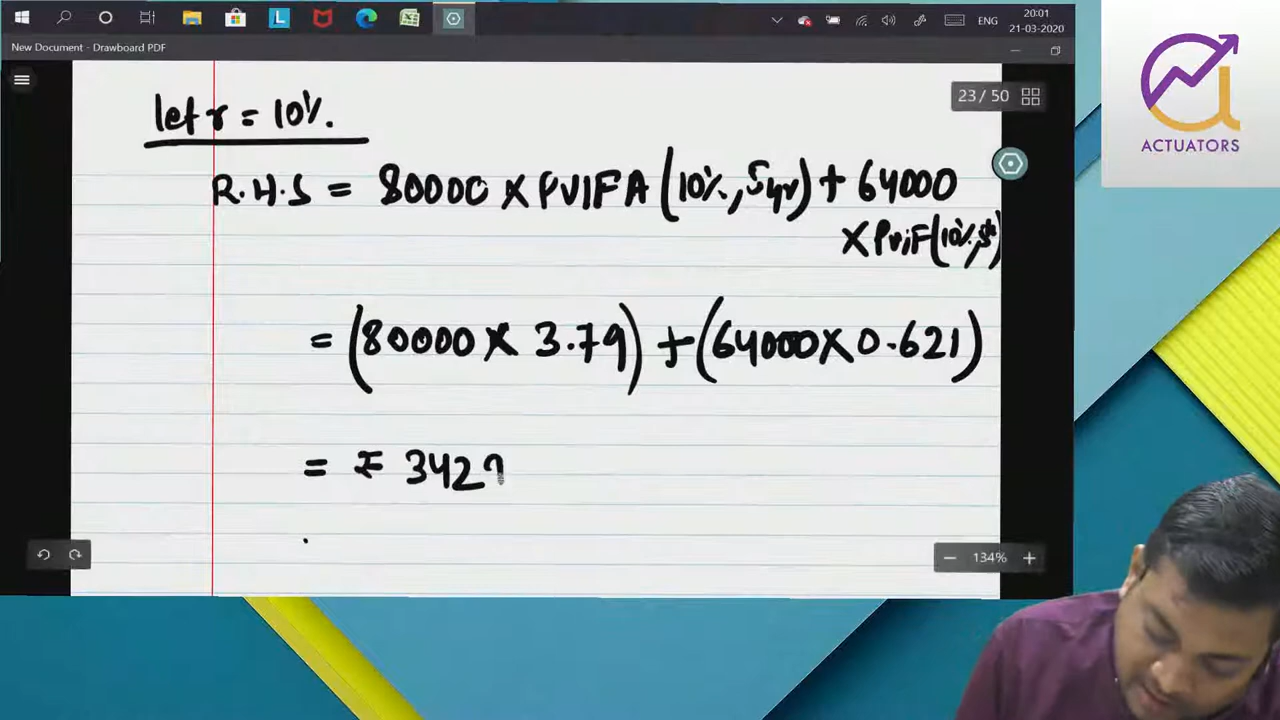 20:01
ENG
21-03-2020
New Document - Drawboard PDF
23 / 50
ACTUATORS
let r = 10%.
R.H.S = 80000 × PVIFA (10%, 5yr) + 64000
× PviF(10%,
= (80000 × 3.79) + (64000 × 0.621)
= ₹ 342
134%